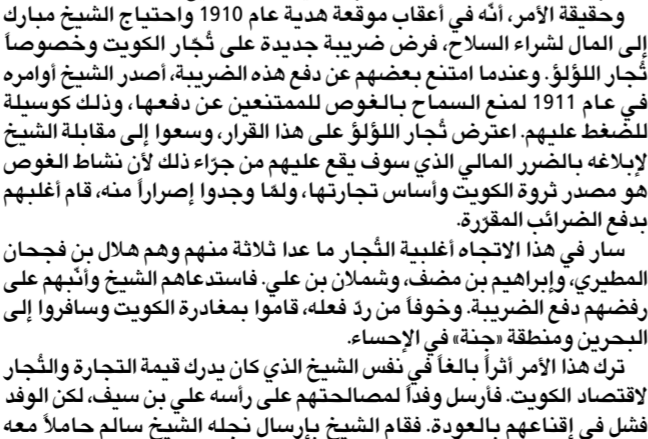 وحقيقة الأمر، أنّه في أعقاب موقعة هدية عام 1910 واحتياج الشيخ مبارك
إلى المال لشراء السلاح، فرض ضريبة جديدة على تُجّار الكويت وخصوصاً
تُجار اللؤلؤ. وعندما امتنع بعضهم عن دفع هذه الضريبة، أصدر الشيخ أوامره
في عام 1911 لمنع السماح بالغوص للممتنعين عن دفعها، وذلك كوسيلة
للضغط عليهم. اعترض تُجار اللؤلؤ على هذا القرار، وسعوا إلى مقابلة الشيخ
لإبلاغه بالضرر المالي الذي سوف يقع عليهم من جرّاء ذلك لأن نشاط الغوص
هو مصدر ثروة الكويت وأساس تجارتها، ولمّا وجدوا إصراراً منه، قام أغلبهم
بدفع الضرائب المقرّرة.
سار في هذا الاتجاه أغلبية التُجار ما عدا ثلاثة منهم وهم هلال بن فجحان
المطيري، وإبراهيم بن مضف، وشملان بن علي. فاستدعاهم الشيخ وأنّبهم على
رفضهم دفع الضريبة. وخوفاً من ردّ فعله، قاموا بمغادرة الكويت وسافروا إلى
البحرين ومنطقة «جنة» في الإحساء.
ترك هذا الأمر أثراً بالغاً في نفس الشيخ الذي كان يدرك قيمة التجارة والتُجار
لاقتصاد الكويت. فأرسل وفداً لمصالحتهم على رأسه علي بن سيف، لكن الوفد
فشل في إقناعهم بالعودة. فقام الشيخ بإرسال نجله الشيخ سالم حاملاً معه